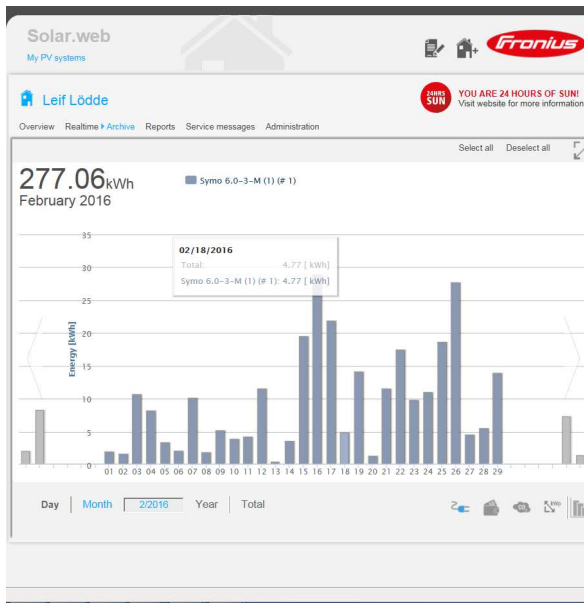 Solar.web
My PV systems
Fronius
Leif Lödde
24HRS
SUN
YOU ARE 24 HOURS OF SUN!
Visit website for more information
Overview Realtime Archive Reports Service messages Administration
Select all Deselect all
277.06kWh
February 2016
Symo 6.0-3-M (1) (# 1)
02/18/2016
Total: 4.77 [ kWh]
Symo 6.0-3-M (1) (# 1): 4.77 [ kWh]
Energy [kWh]
35
30
25
20
15
10
5
0
01 02 03 04 05 06 07 08 09 10 11 12 13 14 15 16 17 18 19 20 21 22 23 24 25 26 27 28 29
Day Month 2/2016 Year Total